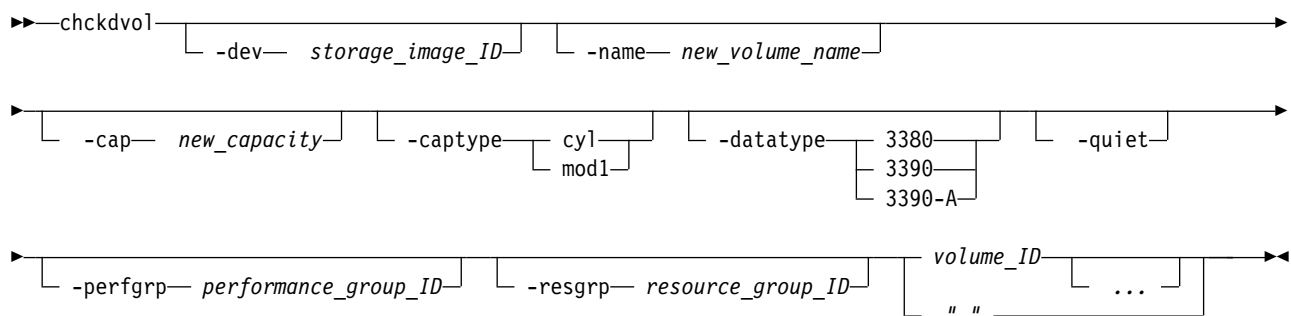 chckdvol
-dev storage_image_ID -name new_volume_name
-cap new_capacity -captype cyl -datatype 3380 -quiet
mod1 3390
3390-A
volume_ID
-perfgrp performance_group_ID -resgrp resource_group_ID ...
" "